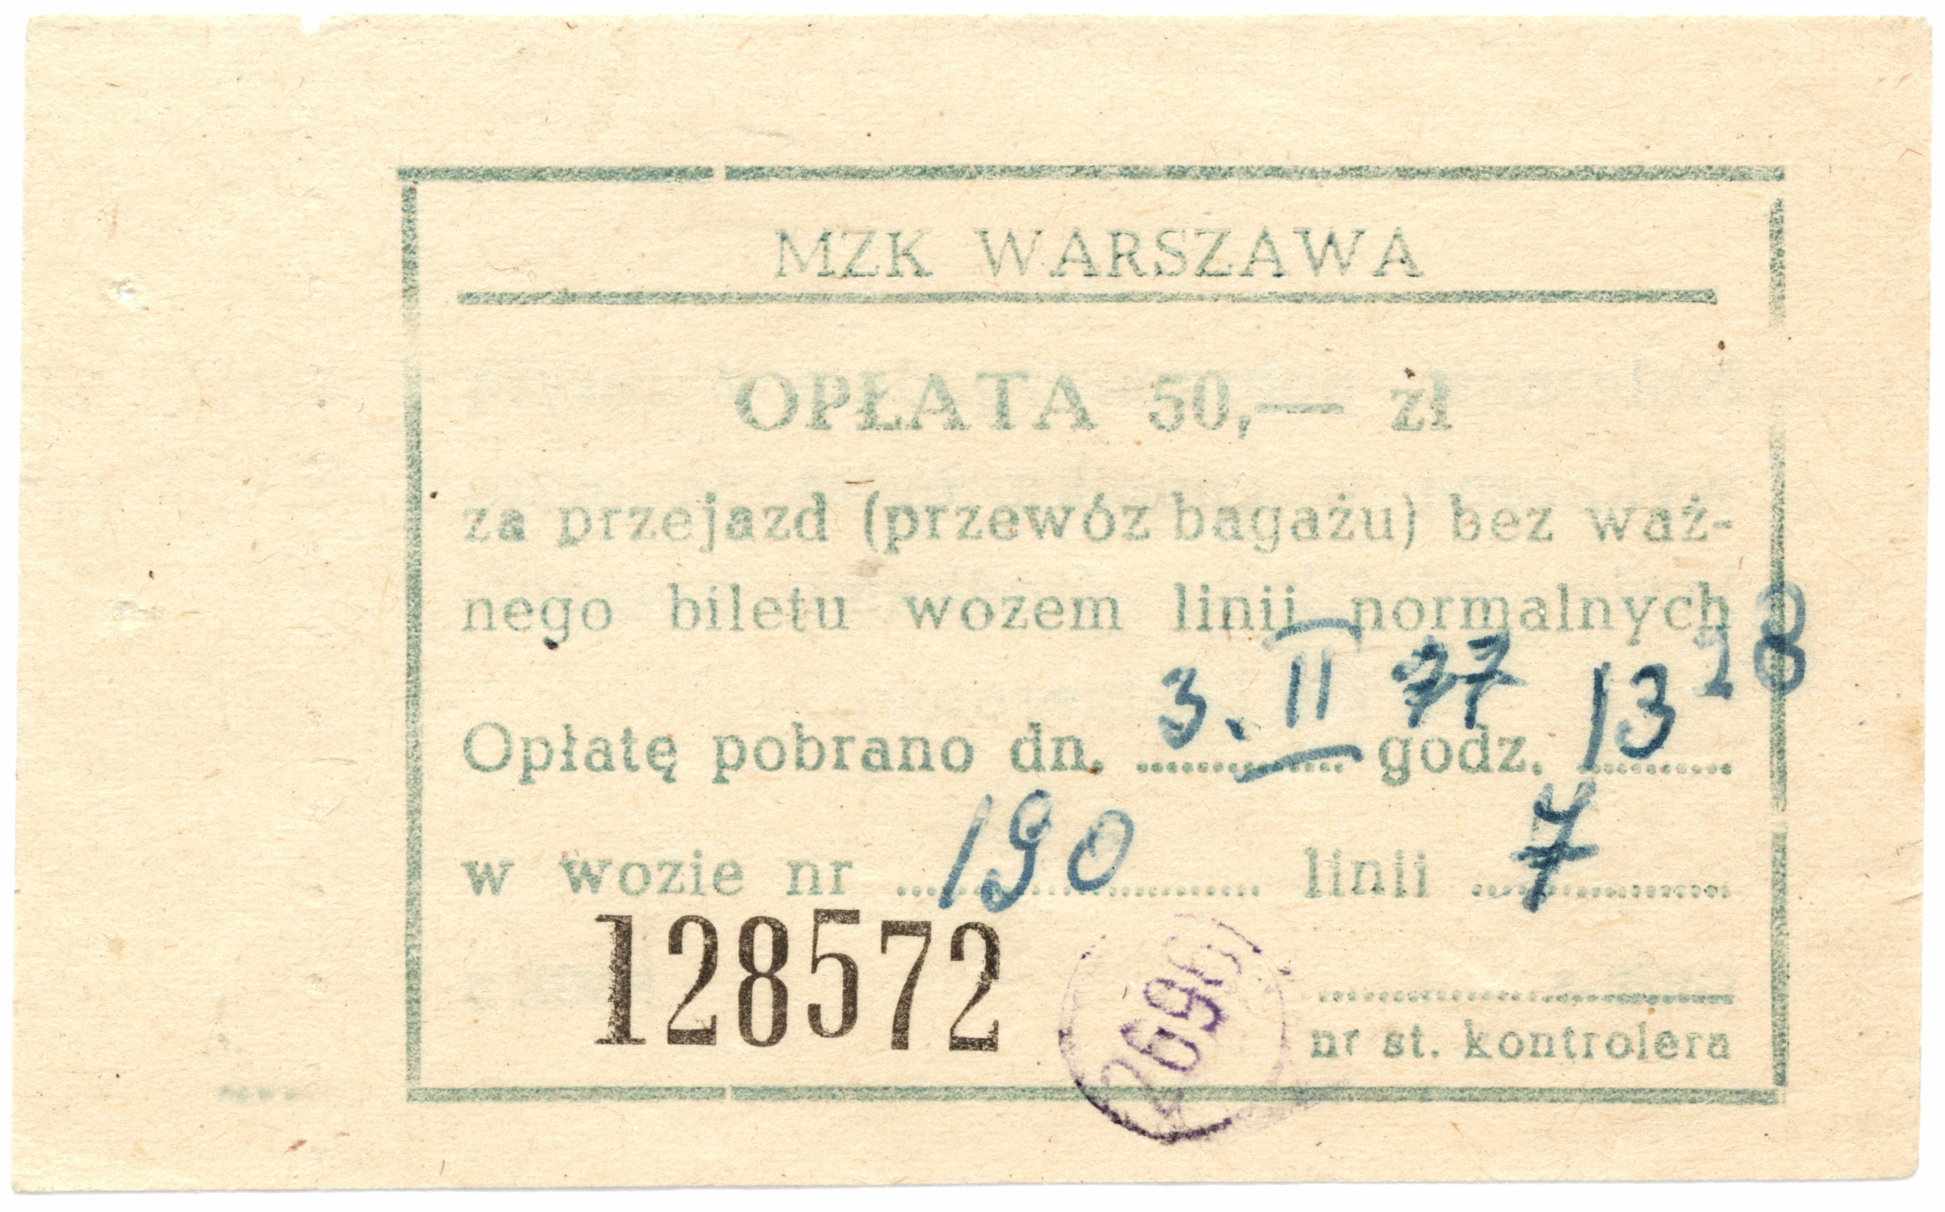 MZK WARSZAWA
OPŁATA 50,— zł
za przejazd (przewóz bagażu) bez waż-
nego biletu wozem linii normalnych
Opłatę pobrano dn. 3. II 77 godz. 13 28
w wozie nr 190 linii 7
128572
nr st. kontrolera